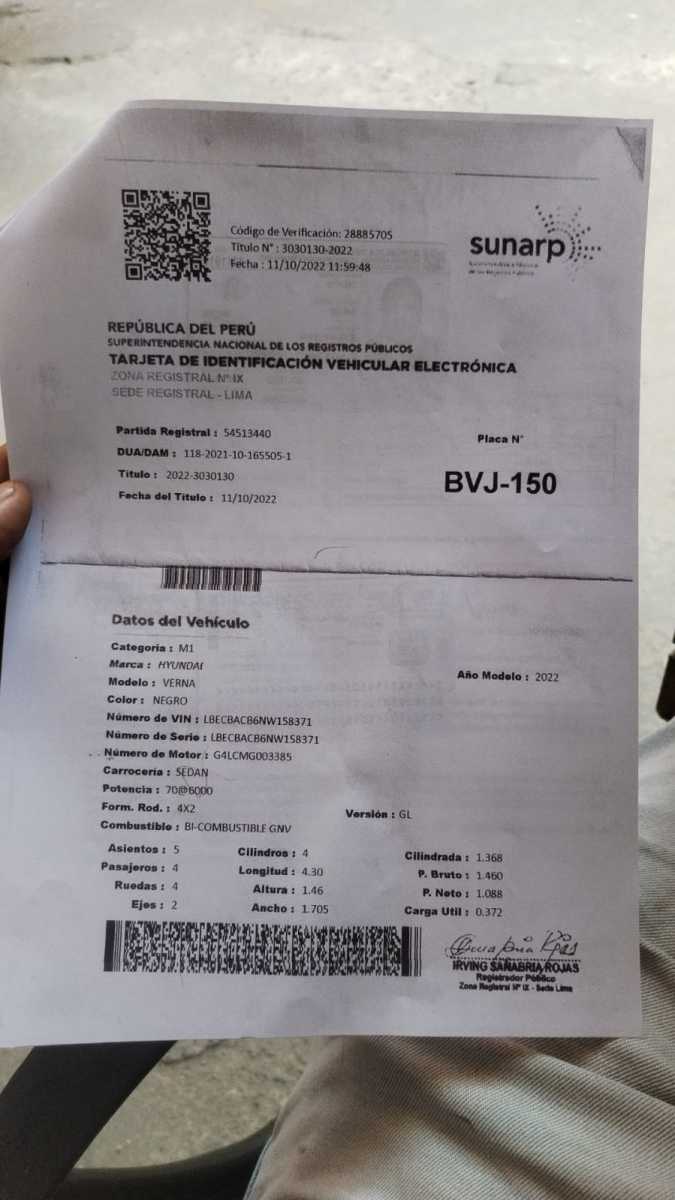 Código de Verificación: 28885705
Título N° : 3030130-2022
Fecha : 11/10/2022 11:59:48
sunarp
REPÚBLICA DEL PERÚ
SUPERINTENDENCIA NACIONAL DE LOS REGISTROS PÚBLICOS
TARJETA DE IDENTIFICACIÓN VEHICULAR ELECTRÓNICA
ZONA REGISTRAL N° IX
SEDE REGISTRAL - LIMA
Partida Registral : 54513440
Placa N°
DUA/DAM : 118-2021-10-165505-1
Título : 2022-3030130
BVJ-150
Fecha del Título : 11/10/2022
Datos del Vehículo
Categoría : M1
Marca : HYUNDAI
Año Modelo : 2022
Modelo : VERNA
Color : NEGRO
Número de VIN : LBECBACB6NW158371
Número de Serie : LBECBACB6NW158371
Número de Motor : G4LCMG003385
Carrocería : SEDAN
Potencia : 70@6000
Form. Rod. : 4X2
Versión : GL
Combustible : BI-COMBUSTIBLE GNV
Asientos : 5 Cilindros : 4 Cilindrada : 1.368
Pasajeros : 4 Longitud : 4.30 P. Bruto : 1.460
Ruedas : 4 Altura : 1.46 P. Neto : 1.088
Ejes : 2 Ancho : 1.705 Carga Util : 0.372
IRVING SANABRIA ROJAS
Registrador Público
Zona Registral N° IX - Sede Lima